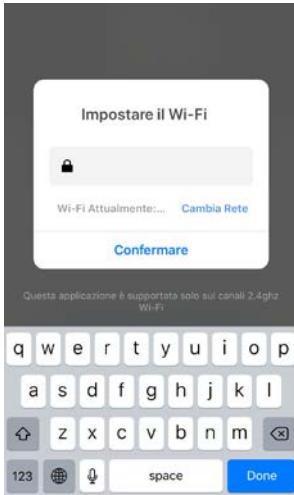 Impostare il Wi-Fi
Wi-Fi Attualmente:... Cambia Rete
Confermare
Questa applicazione è supportata solo sui canali 2.4ghz
Wi-Fi
q w e r t y u i o p
a s d f g h j k l
z x c v b n m
123 space Done